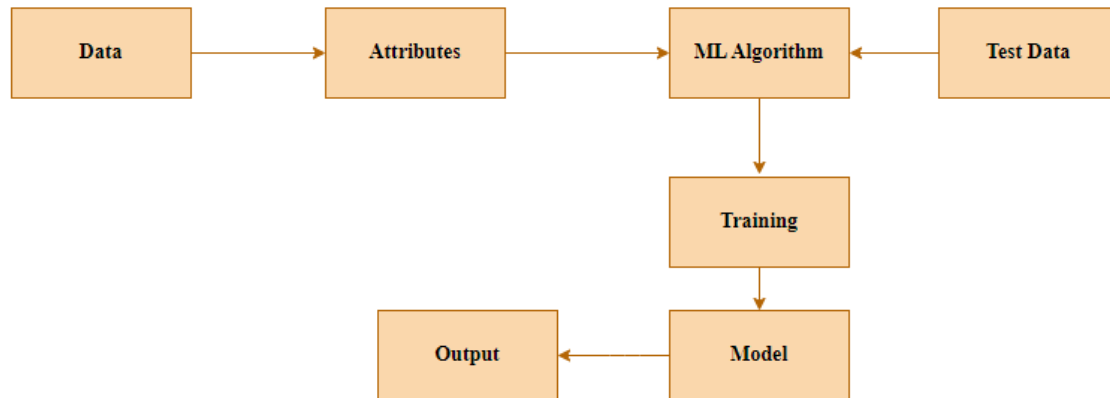 Data
Attributes
ML Algorithm
Test Data
Training
Output
Model